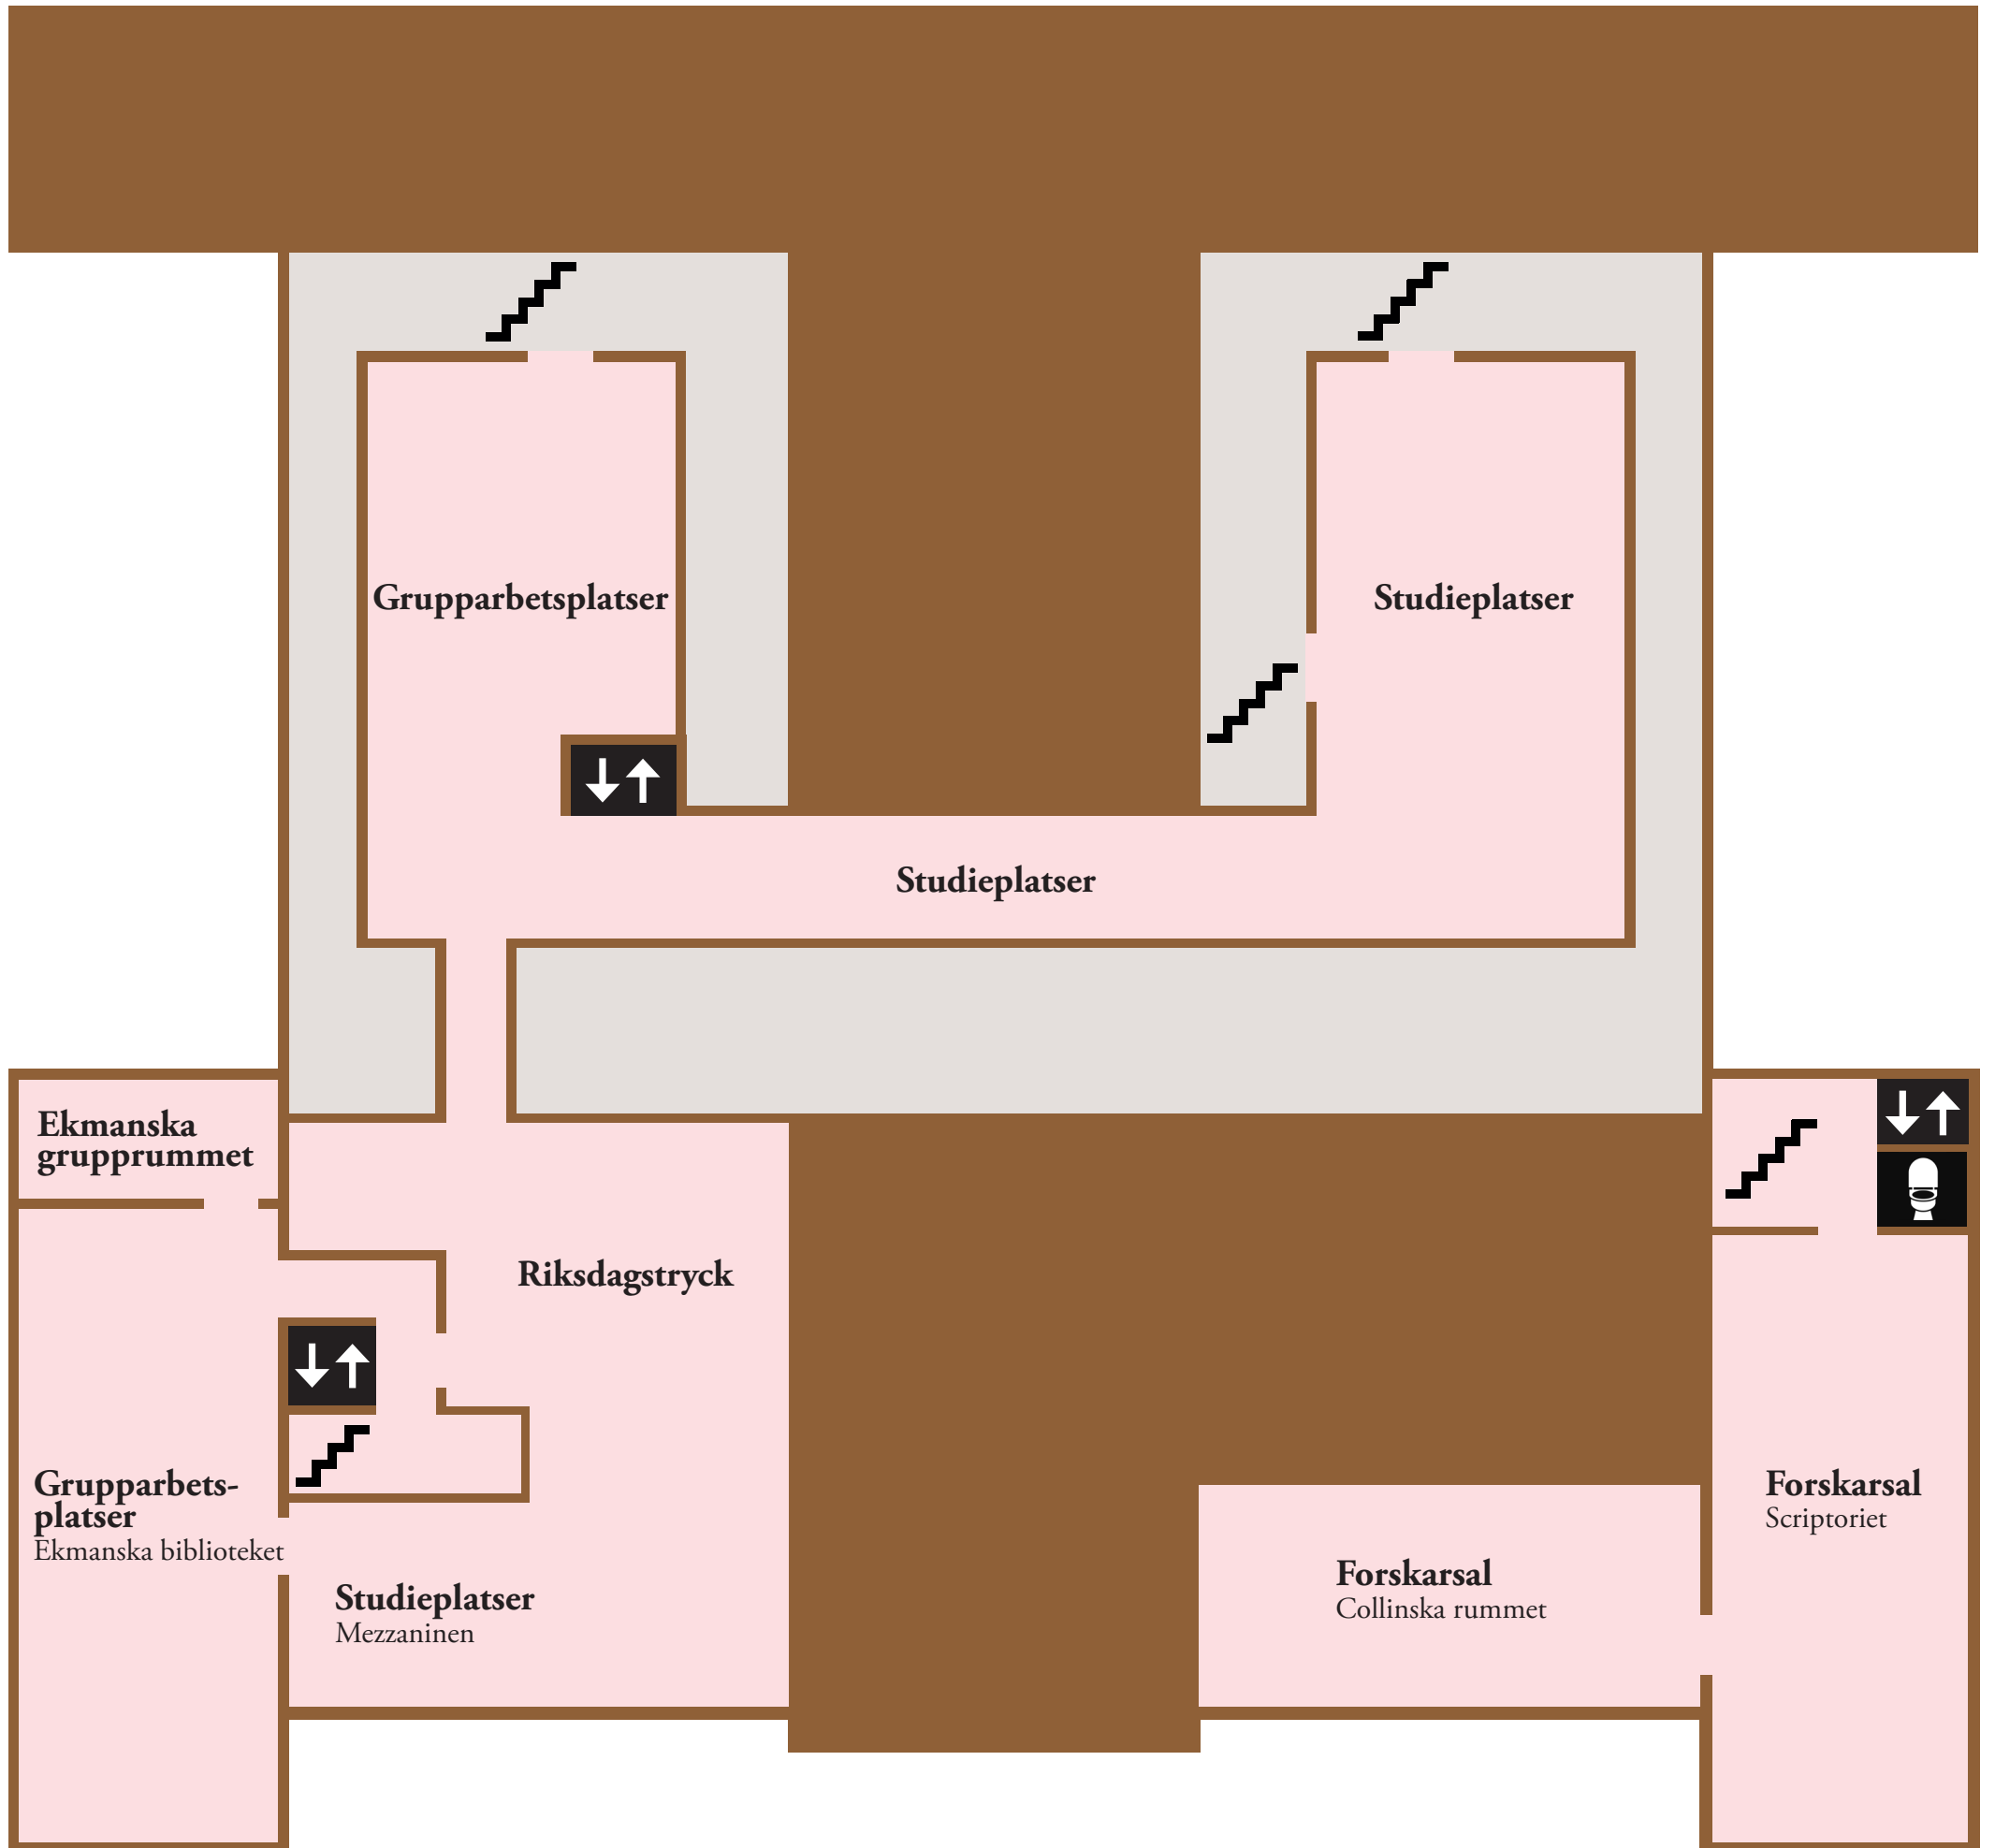 Grupparbetsplatser
Studieplatser
Studieplatser
Ekmanska
grupprummet
Riksdagstryck
Grupparbets-
platser
Ekmanska biblioteket
Studieplatser
Mezzaninen
Forskarsal
Collinska rummet
Forskarsal
Scriptoriet